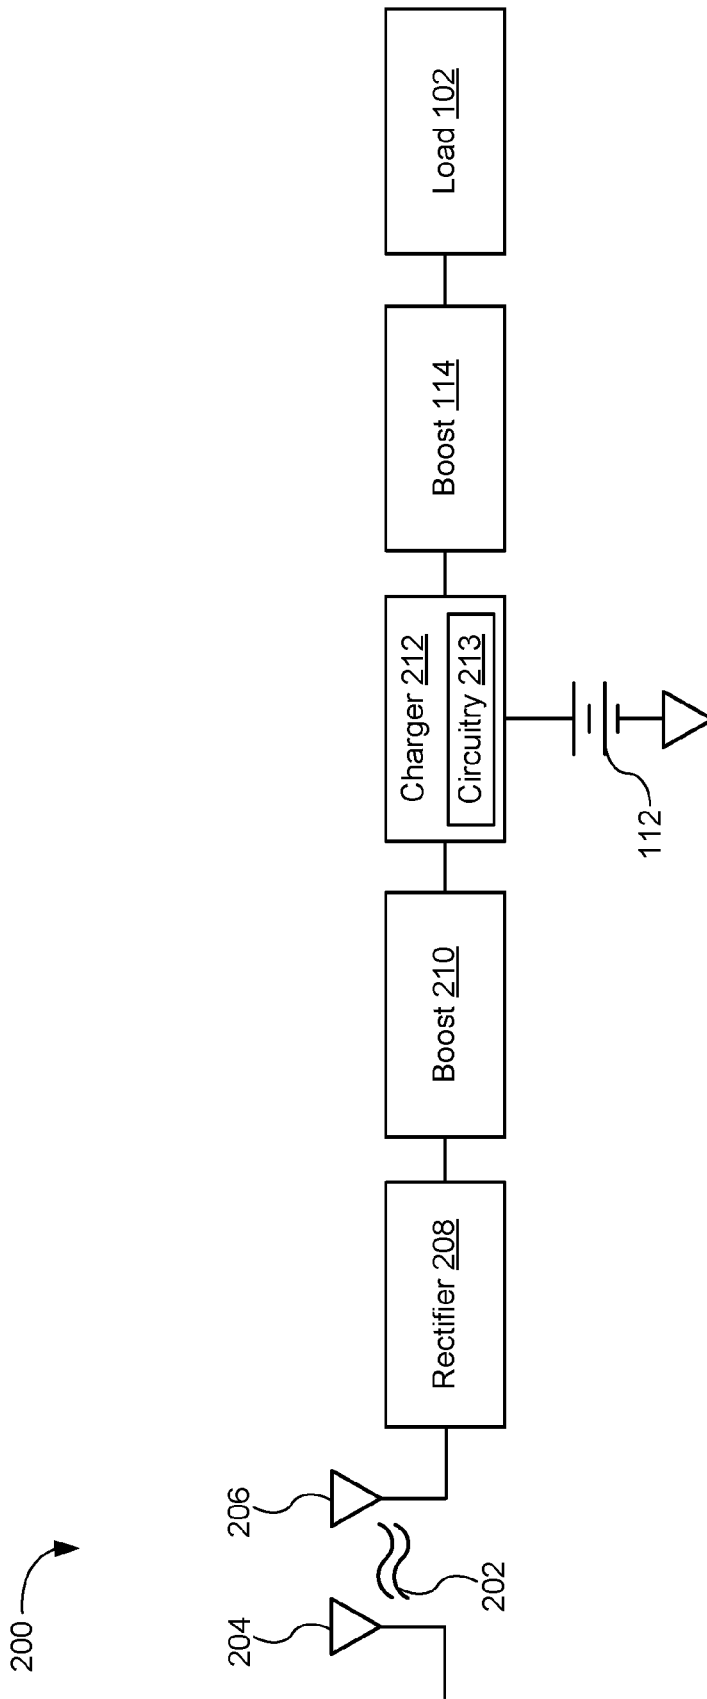 200
204
202
206
Rectifier 208
Boost 210
Charger 212
Circuitry 213
112
Boost 114
Load 102